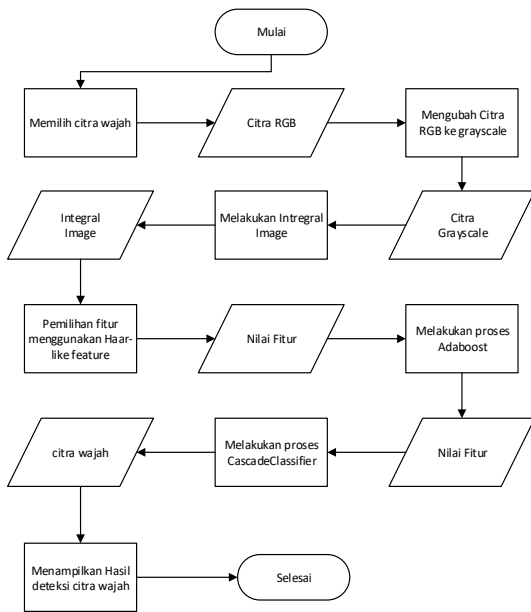 Mulai
Memilih citra wajah
Citra RGB
Mengubah Citra
RGB ke grayscale
Citra
Grayscale
Melakukan Intregral
Image
Integral
Image
Pemilihan fitur
menggunakan Haar-
like feature
Nilai Fitur
Melakukan proses
Adaboost
Nilai Fitur
Melakukan proses
CascadeClassifier
citra wajah
Menampilkan Hasil
deteksi citra wajah
Selesai